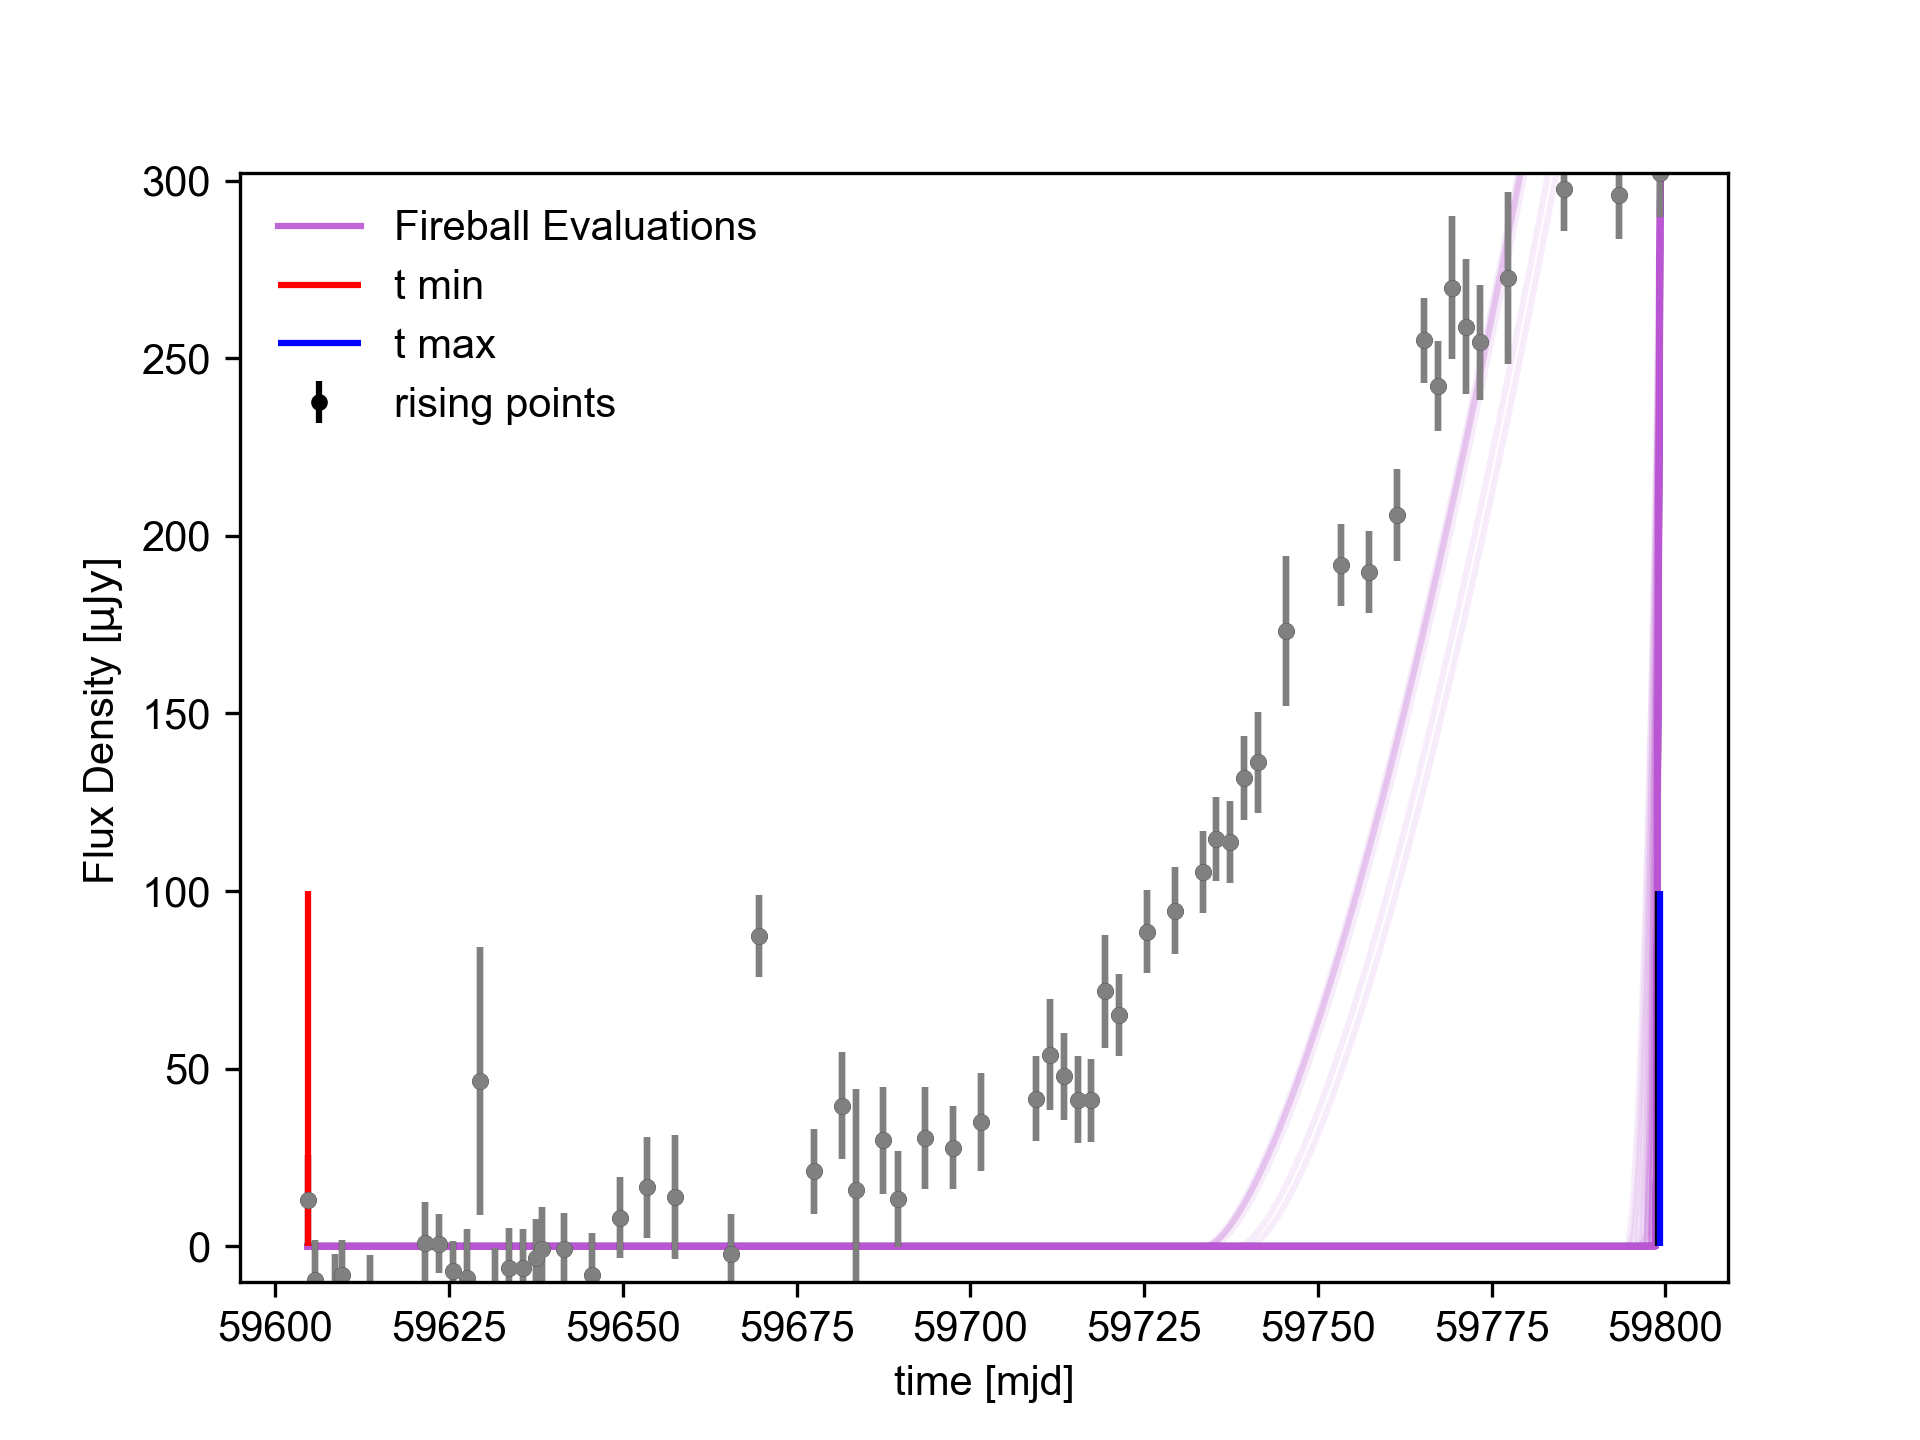 300
250
200
150
100
50
0
Flux Density [µJy]
Fireball Evaluations
t min
t max
rising points
59600 59625 59650 59675 59700 59725 59750 59775 59800
time [mjd]